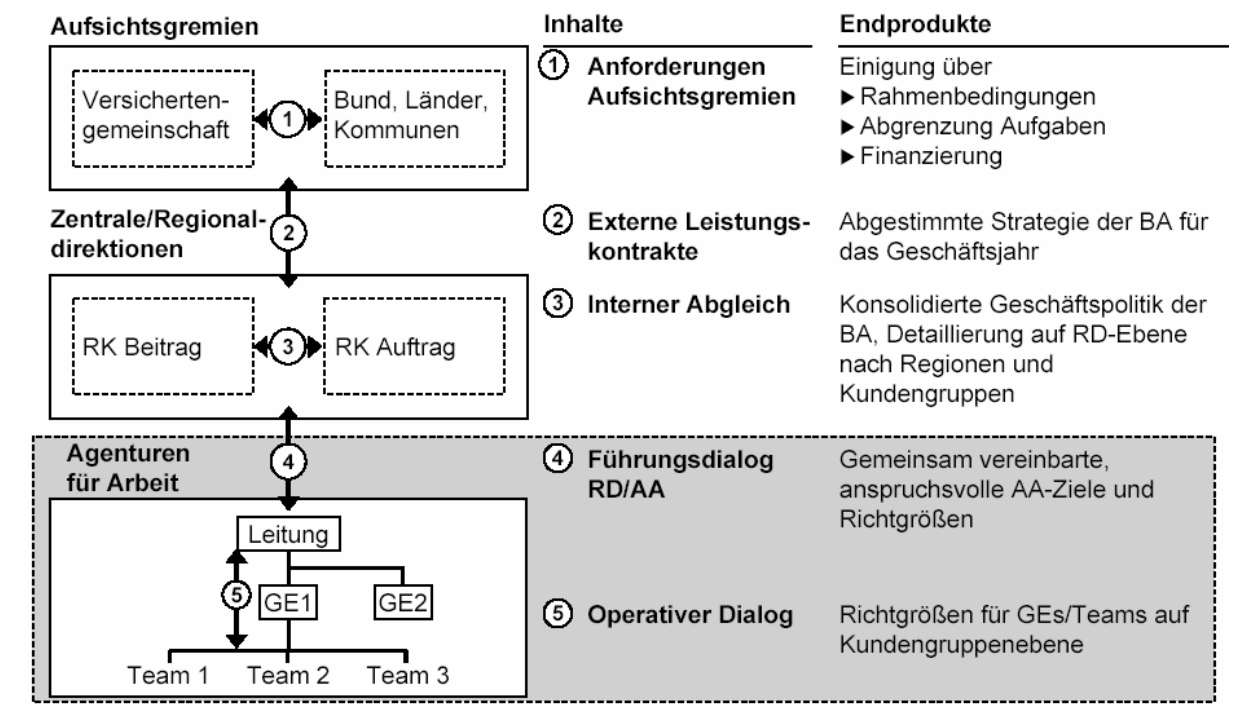 Aufsichtsgremien
Inhalte
Endprodukte
Versicherten-
gemeinschaft
1
Bund, Länder,
Kommunen
1 Anforderungen
Aufsichtsgremien
Einigung über
►Rahmenbedingungen
►Abgrenzung Aufgaben
►Finanzierung
Zentrale/Regional-
direktionen
2
2 Externe Leistungs-
kontrakte
Abgestimmte Strategie der BA für
das Geschäftsjahr
RK Beitrag
3
RK Auftrag
3 Interner Abgleich
Konsolidierte Geschäftspolitik der
BA, Detaillierung auf RD-Ebene
nach Regionen und
Kundengruppen
Agenturen
für Arbeit
4
4 Führungsdialog
RD/AA
Gemeinsam vereinbarte,
anspruchsvolle AA-Ziele und
Richtgrößen
Leitung
5
GE1
GE2
Team 1 Team 2 Team 3
5 Operativer Dialog
Richtgrößen für GEs/Teams auf
Kundengruppenebene